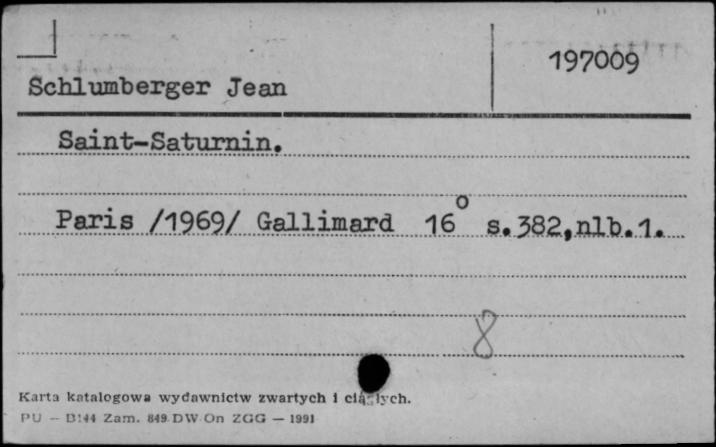 197009
Schlumberger Jean
Saint-Saturnin.
Paris /1969/ Gallimard 16° s.382,nlb.1.
8
Karta katalogowa wydawnictw zwartych i ciągłych.
PU – D144 Zam. 849 DW On ZGG — 1991